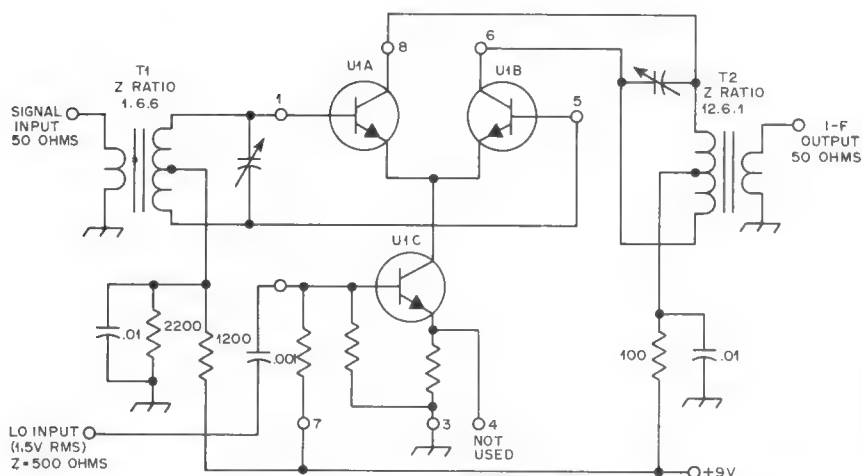 8
6
U1A
U1B
T1
Z RATIO
1.6.6
1
5
T2
Z RATIO
12.6.1
SIGNAL
INPUT
50 OHMS
I-F
OUTPUT
50 OHMS
U1C
.01
2200
1200
.001
100
.01
7
3
4
NOT
USED
LO INPUT
(1.5V RMS)
Z=500 OHMS
+9V